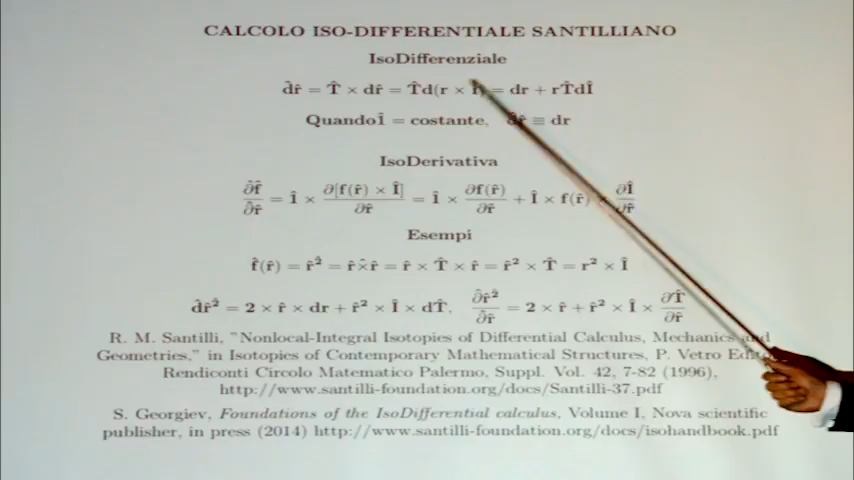 CALCOLO ISO-DIFFERENTIALE SANTILLIANO
IsoDifferenziale
d̂r̂ = T̂ × dr̂ = T̂d(r × Î) = dr + rT̂dÎ
Quando Î = costante, d̂r̂ ≡ dr
IsoDerivativa
∂̂f̂/∂̂r̂ = Î × ∂[f(r̂) × Î]/∂r̂ = Î × ∂f(r̂)/∂r̂ + Î × f(r̂) × ∂Î/∂r̂
Esempi
f̂(r̂) = r̂^2̂ = r̂×̂r̂ = r̂ × T̂ × r̂ = r̂² × T̂ = r² × Î
d̂r̂^2̂ = 2 × r̂ × dr + r̂² × Î × dT̂, ∂̂r̂^2̂/∂̂r̂ = 2 × r̂ + r̂² × Î × ∂T̂/∂r̂
R. M. Santilli, "Nonlocal-Integral Isotopies of Differential Calculus, Mechanics and
Geometries," in Isotopies of Contemporary Mathematical Structures, P. Vetro Editor,
Rendiconti Circolo Matematico Palermo, Suppl. Vol. 42, 7-82 (1996),
http://www.santilli-foundation.org/docs/Santilli-37.pdf
S. Georgiev, Foundations of the IsoDifferential calculus, Volume I, Nova scientific
publisher, in press (2014) http://www.santilli-foundation.org/docs/isohandbook.pdf